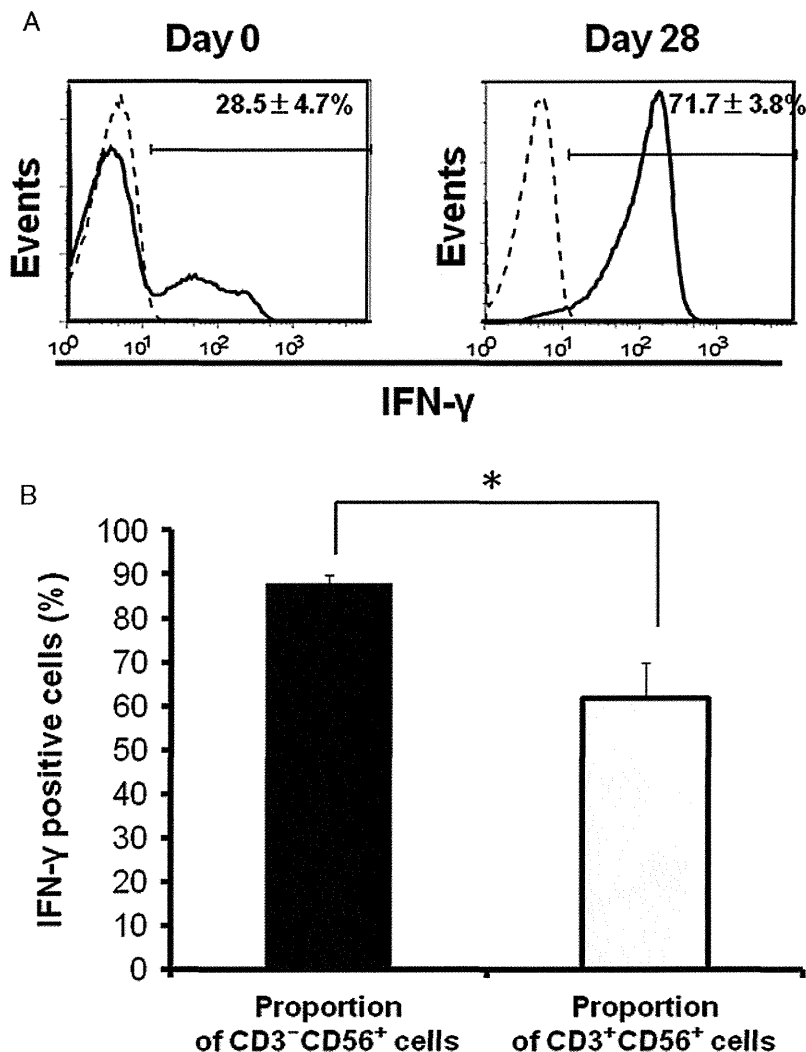 A
Day 0
Day 28
28.5 ± 4.7%
71.7 ± 3.8%
Events
Events
10⁰ 10¹ 10² 10³
10⁰ 10¹ 10² 10³
IFN-γ
B
*
IFN-γ positive cells (%)
100
90
80
70
60
50
40
30
20
10
0
Proportion
of CD3⁻CD56⁺ cells
Proportion
of CD3⁺CD56⁺ cells